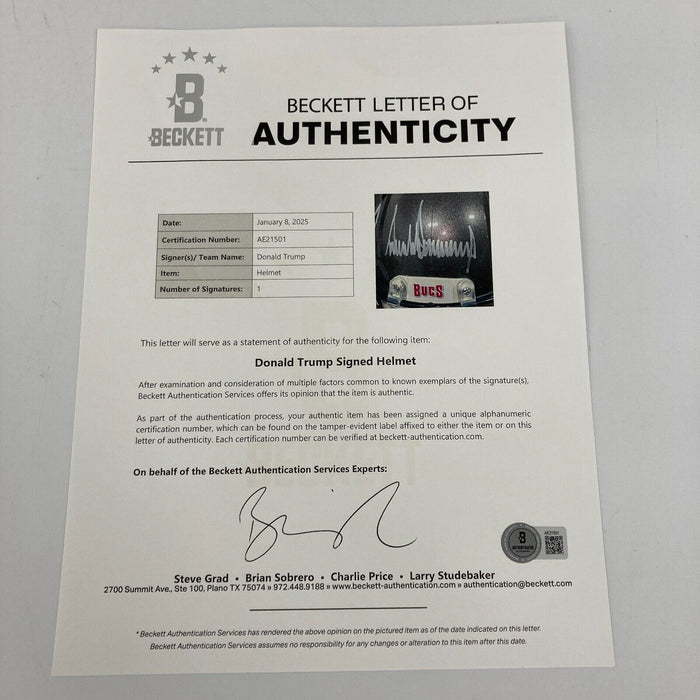 B
BECKETT
BECKETT LETTER OF
AUTHENTICITY
Date: January 8, 2025
Certification Number: AE21501
Signer(s)/ Team Name: Donald Trump
Item: Helmet
Number of Signatures: 1
BUCS
This letter will serve as a statement of authenticity for the following item:
Donald Trump Signed Helmet
After examination and consideration of multiple factors common to known exemplars of the signature(s),
Beckett Authentication Services offers its opinion that the item is authentic.
As part of the authentication process, your authentic item has been assigned a unique alphanumeric
certification number, which can be found on the tamper-evident label affixed to either the item or on this
letter of authenticity. Each certification number can be verified at beckett-authentication.com.
BECKETT
On behalf of the Beckett Authentication Services Experts:
B
AE21501
Steve Grad • Brian Sobrero • Charlie Price • Larry Studebaker
2700 Summit Ave., Ste 100, Plano TX 75074 » 972.448.9188 » www.beckett-authentication.com » authentication@beckett.com
* Beckett Authentication Services has rendered the above opinion on the pictured item as of the date indicated on this letter.
Beckett Authentication Services assumes no responsibility for any changes or alteration to this item after this date.